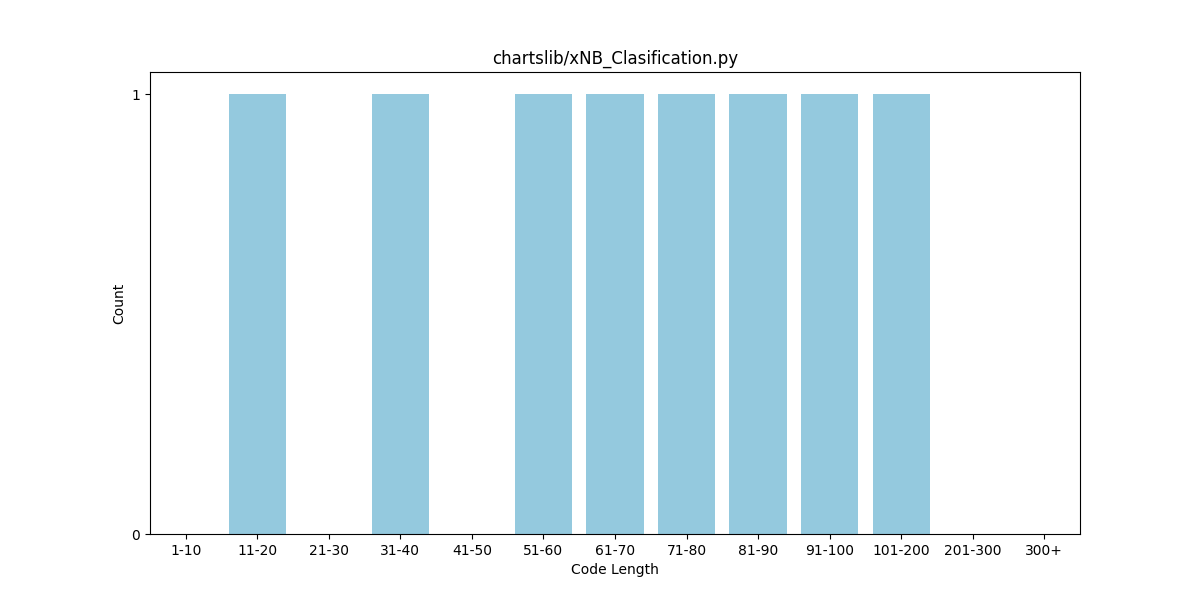 chartslib/xNB_Clasification.py
1
Count
0
1-10 11-20 21-30 31-40 41-50 51-60 61-70 71-80 81-90 91-100 101-200 201-300 300+
Code Length